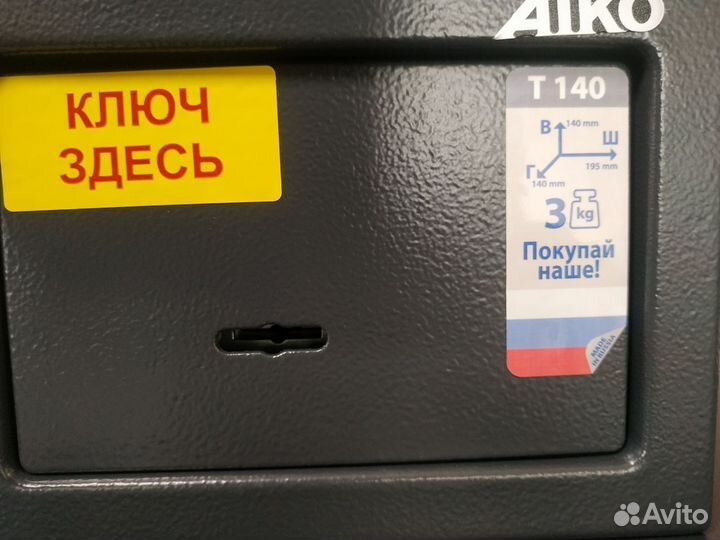 AIKO
КЛЮЧ
ЗДЕСЬ
T 140
В 140 mm
Ш
195 mm
Г
140 mm
3 kg
Покупай
наше!
MADE
IN RUSSIA
Avito